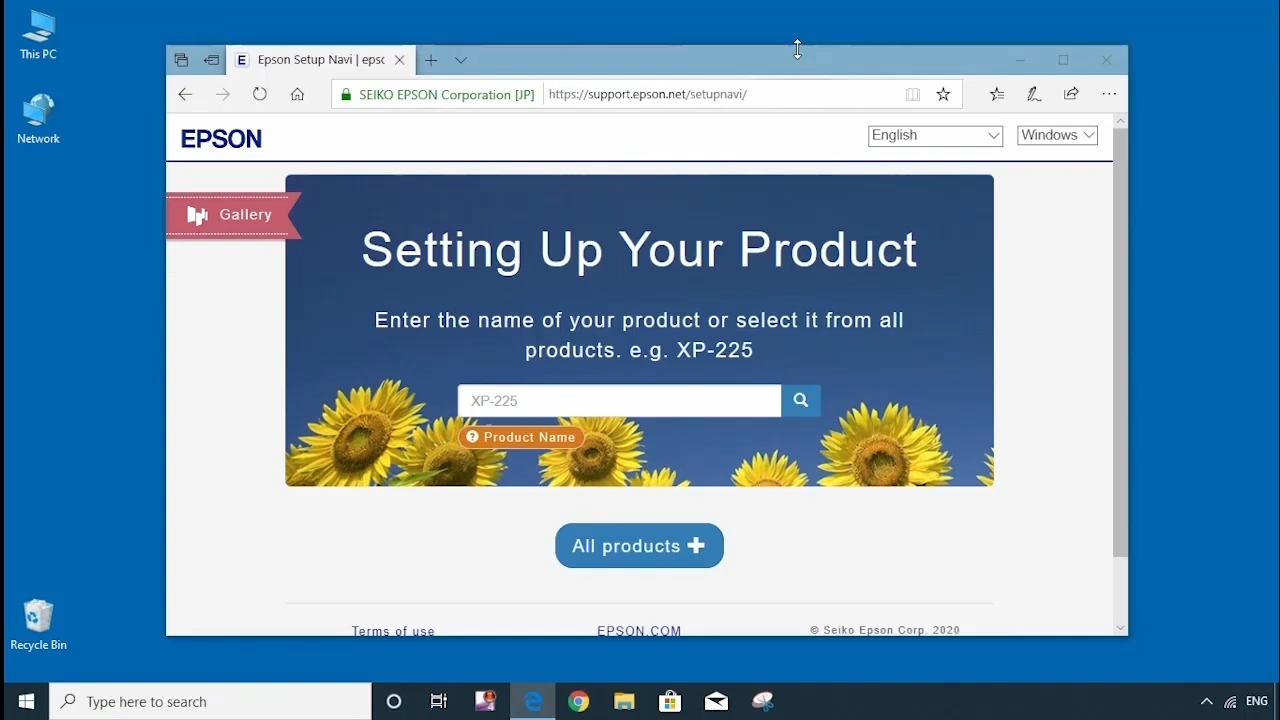 This PC
Network
Recycle Bin
E Epson Setup Navi | epsc
SEIKO EPSON Corporation [JP]
https://support.epson.net/setupnavi/
EPSON
English
Windows
Gallery
Setting Up Your Product
Enter the name of your product or select it from all
products. e.g. XP-225
XP-225
? Product Name
All products +
Terms of use
EPSON.COM
© Seiko Epson Corp. 2020
Type here to search
ENG